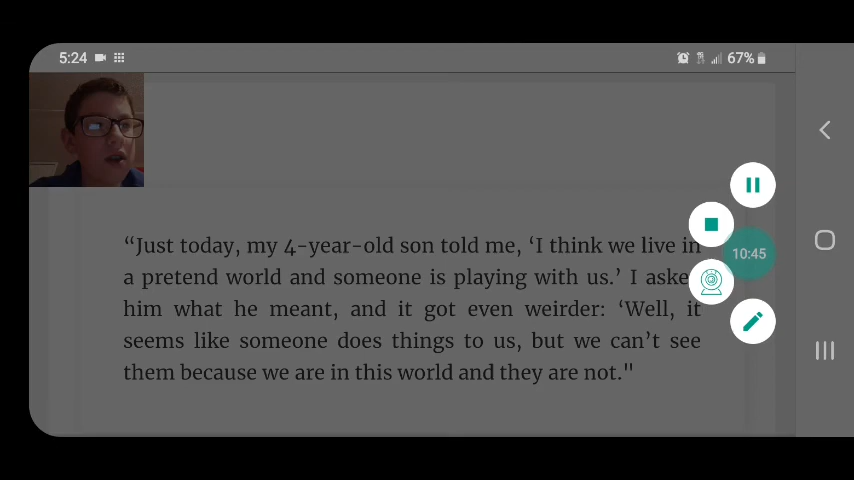 5:24
67%
“Just today, my 4-year-old son told me, ‘I think we live in
a pretend world and someone is playing with us.’ I aske
him what he meant, and it got even weirder: ‘Well, it
seems like someone does things to us, but we can’t see
them because we are in this world and they are not."
10:45